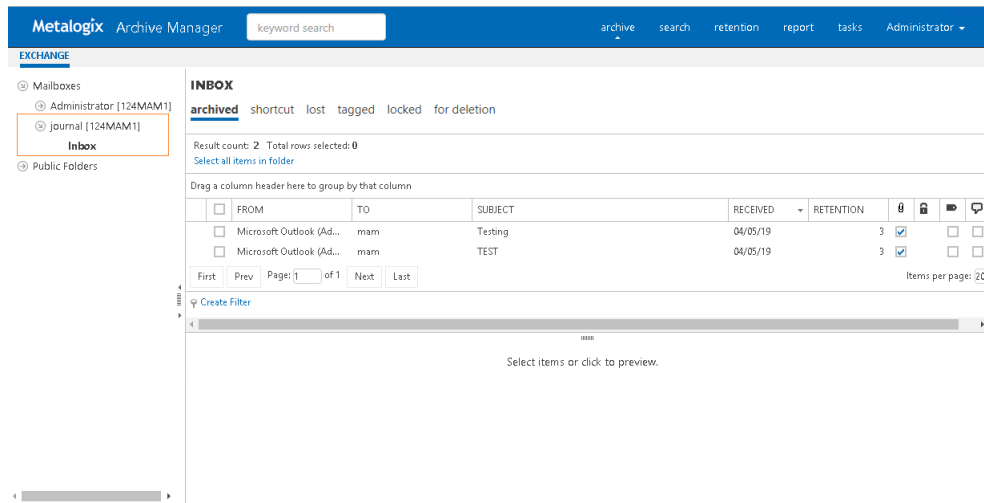 Metalogix Archive Manager keyword search archive search retention report tasks Administrator
EXCHANGE
Mailboxes
Administrator [124MAM1]
journal [124MAM1]
Inbox
Public Folders
INBOX
archived shortcut lost tagged locked for deletion
Result count: 2 Total rows selected: 0
Select all items in folder
Drag a column header here to group by that column
FROM TO SUBJECT RECEIVED RETENTION
Microsoft Outlook (Ad... mam Testing 04/05/19 3
Microsoft Outlook (Ad... mam TEST 04/05/19 3
First Prev Page: 1 of 1 Next Last Items per page: 20
Create Filter
Select items or click to preview.